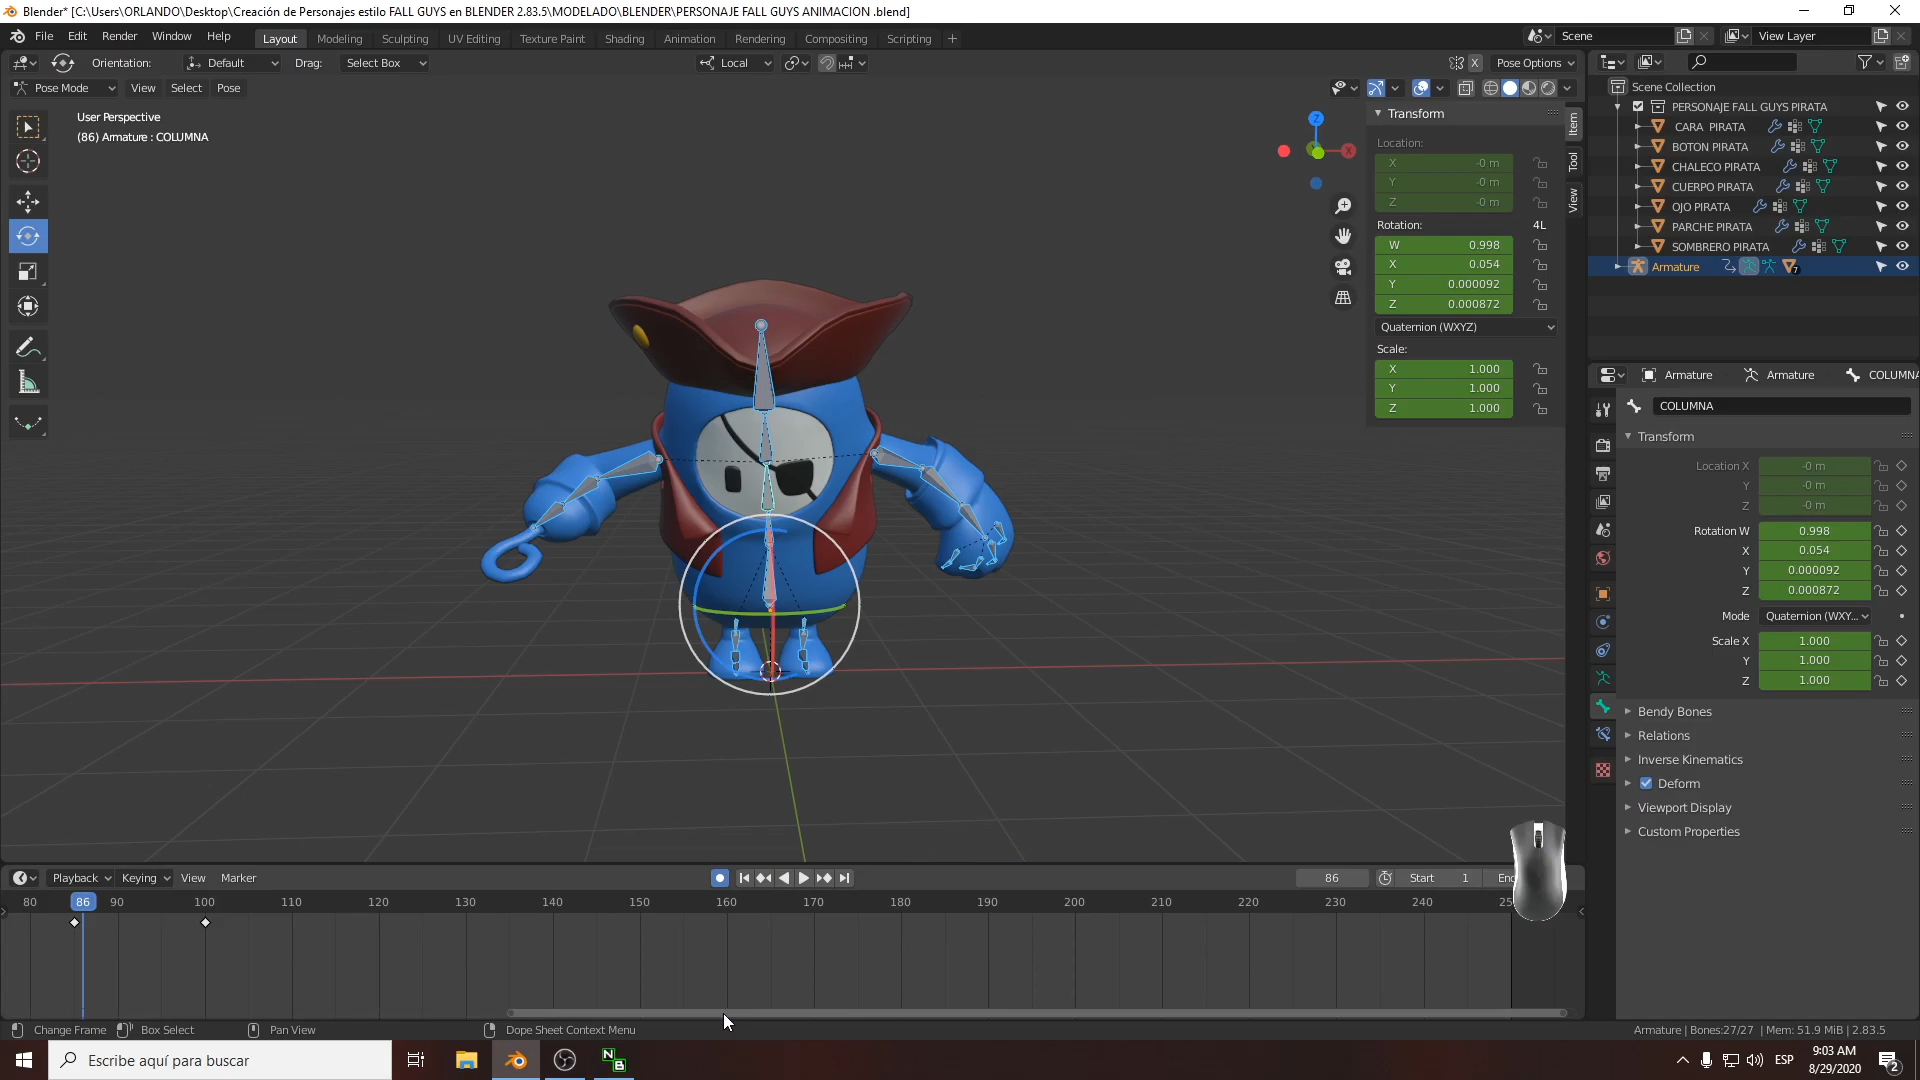 Blender* [C:\Users\ORLANDO\Desktop\Creación de Personajes estilo FALL GUYS en BLENDER 2.83.5\MODELADO\BLENDER\PERSONAJE FALL GUYS ANIMACION .blend]
File Edit Render Window Help Layout Modeling Sculpting UV Editing Texture Paint Shading Animation Rendering Compositing Scripting + Scene View Layer
Orientation: Default Drag: Select Box Local X Pose Options
Pose Mode View Select Pose
User Perspective
(86) Armature : COLUMNA
Z
X
Transform
Location:
X -0 m
Y -0 m
Z -0 m
Rotation: 4L
W 0.998
X 0.054
Y 0.000092
Z 0.000872
Quaternion (WXYZ)
Scale:
X 1.000
Y 1.000
Z 1.000
Item
Tool
View
Scene Collection
PERSONAJE FALL GUYS PIRATA
CARA PIRATA
BOTON PIRATA
CHALECO PIRATA
CUERPO PIRATA
OJO PIRATA
PARCHE PIRATA
SOMBRERO PIRATA
Armature 7
Armature Armature COLUMNA
COLUMNA
Transform
Location X -0 m
Y -0 m
Z -0 m
Rotation W 0.998
X 0.054
Y 0.000092
Z 0.000872
Mode Quaternion (WXY...
Scale X 1.000
Y 1.000
Z 1.000
Bendy Bones
Relations
Inverse Kinematics
Deform
Viewport Display
Custom Properties
Playback Keying View Marker 86 Start 1 End
80 86 90 100 110 120 130 140 150 160 170 180 190 200 210 220 230 240 25
Change Frame Box Select Pan View Dope Sheet Context Menu Armature | Bones:27/27 | Mem: 51.9 MiB | 2.83.5
Escribe aquí para buscar N B ESP 9:03 AM
8/29/2020 2